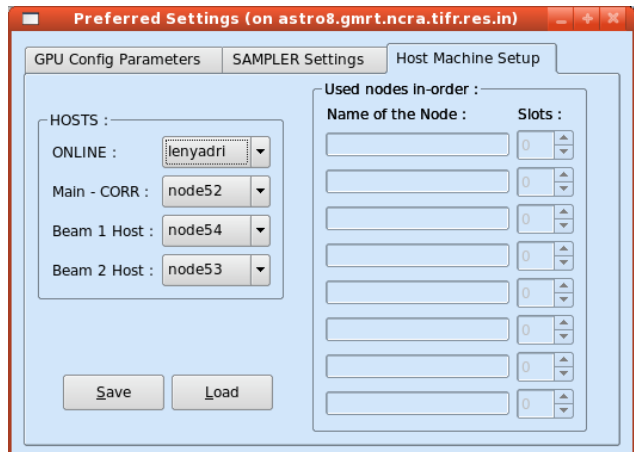 Preferred Settings (on astro8.gmrt.ncra.tifr.res.in)
GPU Config Parameters SAMPLER Settings Host Machine Setup
HOSTS :
ONLINE : lenyadri
Main - CORR : node52
Beam 1 Host : node54
Beam 2 Host : node53
Save Load
Used nodes in-order :
Name of the Node : Slots :
0
0
0
0
0
0
0
0